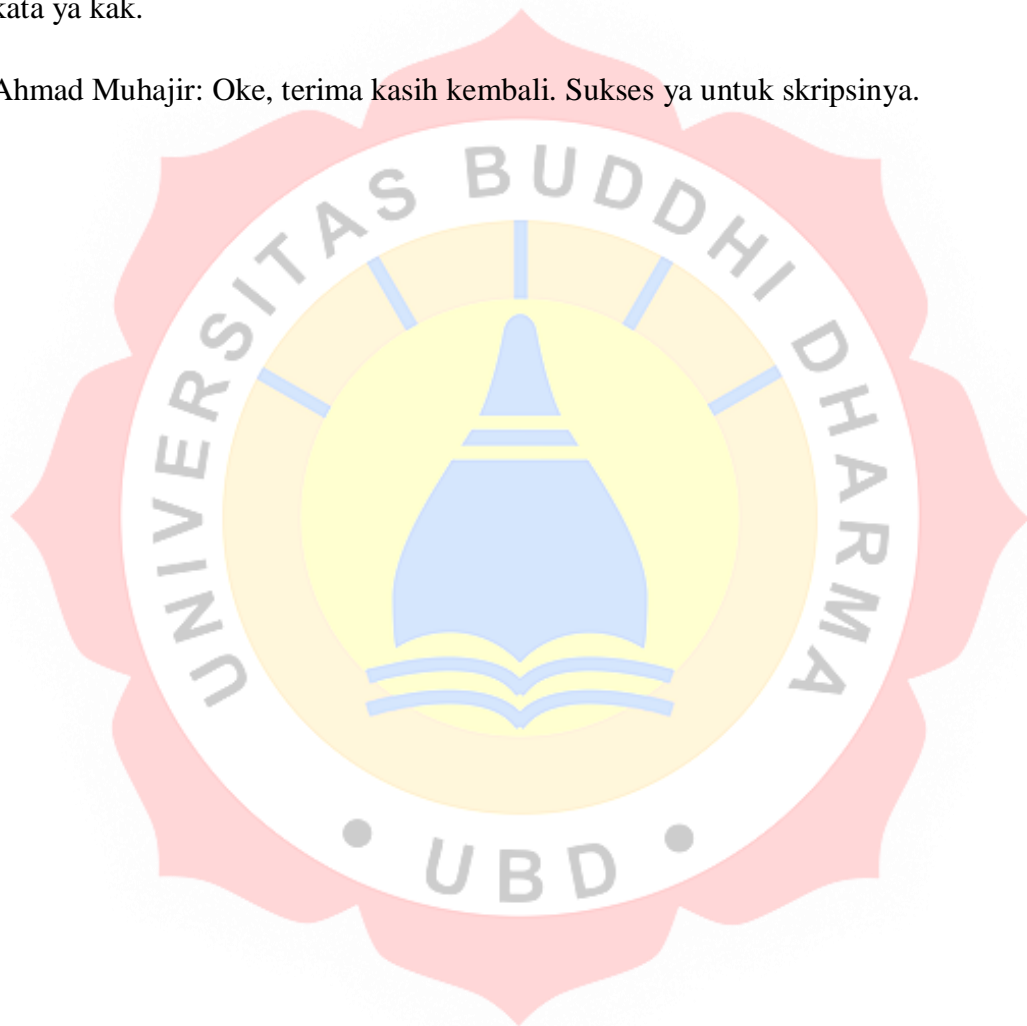 kata ya kak.
Ahmad Muhajir: Oke, terima kasih kembali. Sukses ya untuk skripsinya.
UNIVERSITAS BUDDHI DHARMA
• UBD •